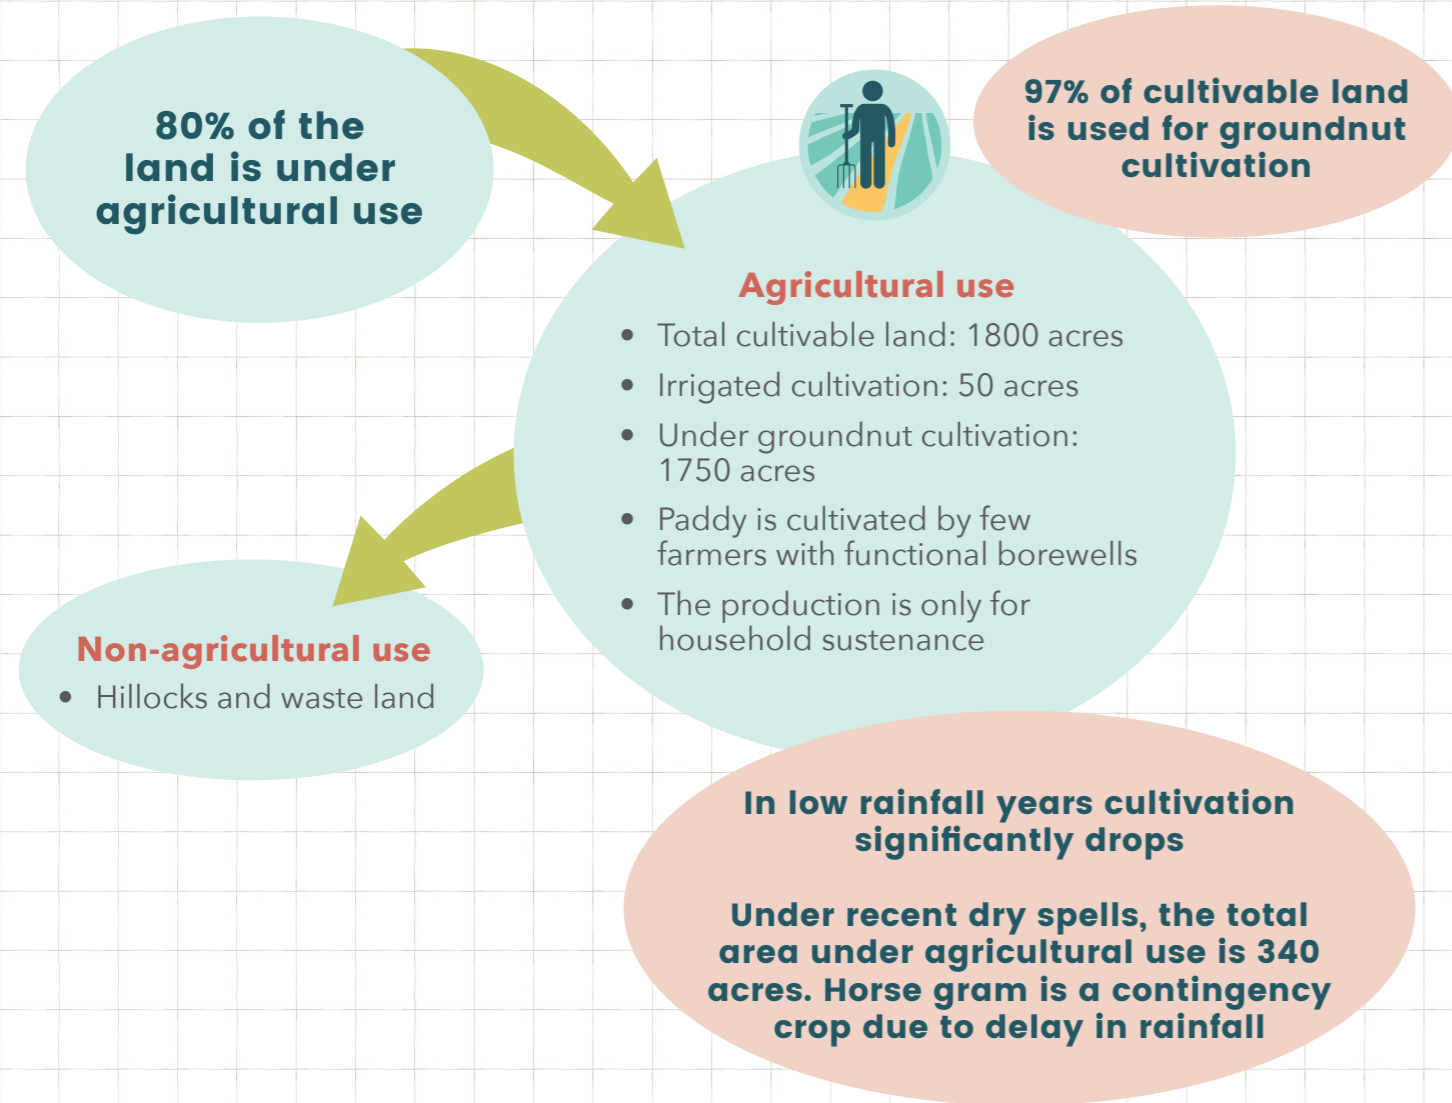 80% of the
land is under
agricultural use
97% of cultivable land
is used for groundnut
cultivation
Agricultural use
• Total cultivable land: 1800 acres
• Irrigated cultivation: 50 acres
• Under groundnut cultivation:
1750 acres
• Paddy is cultivated by few
farmers with functional borewells
• The production is only for
household sustenance
Non-agricultural use
• Hillocks and waste land
In low rainfall years cultivation
significantly drops
Under recent dry spells, the total
area under agricultural use is 340
acres. Horse gram is a contingency
crop due to delay in rainfall